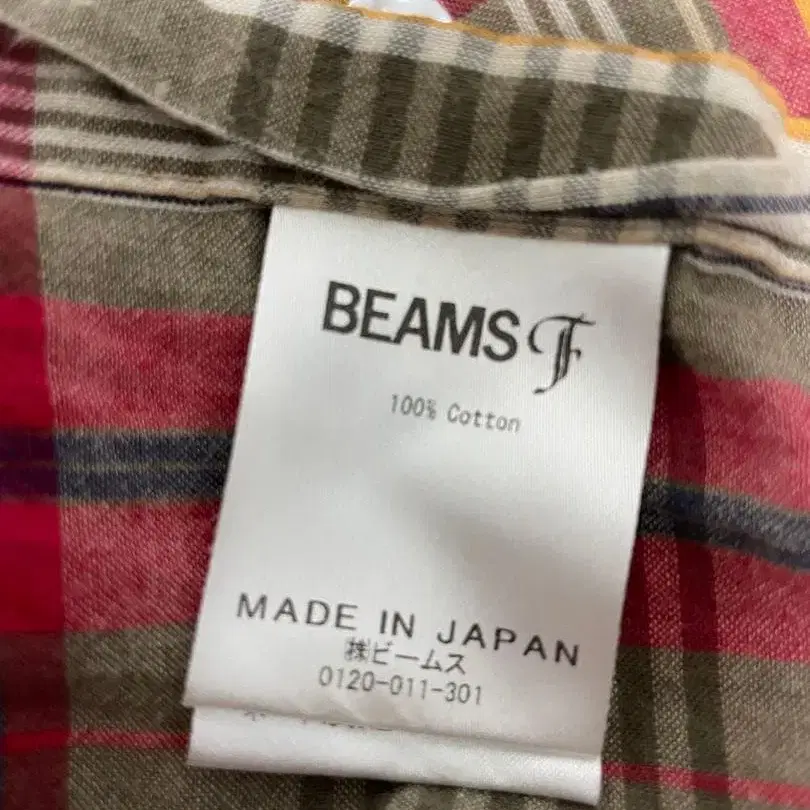 BEAMS F
100% Cotton
MADE IN JAPAN
㈱ビームス
0120-011-301